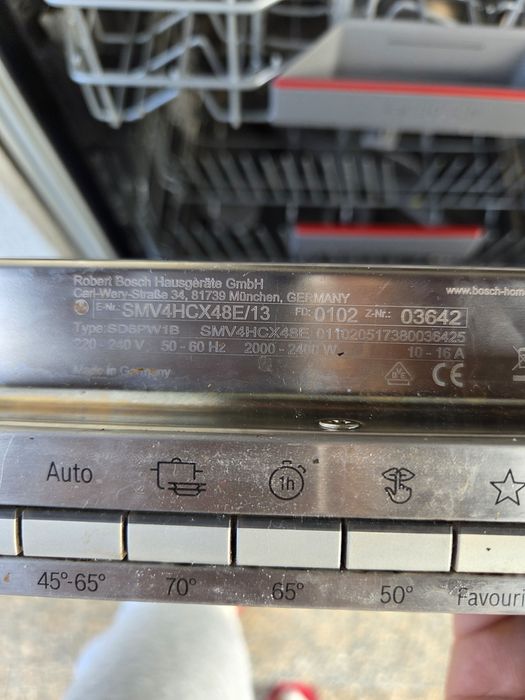 Robert Bosch Hausgeräte GmbH
Carl-Wery-Straße 34, 81739 München, GERMANY
www.bosch-hom
E-Nr. SMV4HCX48E/13 FD: 0102 Z-Nr.: 03642
Type: SD6PW1B SMV4HCX48E 011020517380036425
220 - 240 V 50 - 60 Hz 2000 - 2400 W 10 - 16 A
Made in Germany CE
Auto 1h
45°-65° 70° 65° 50° Favouri